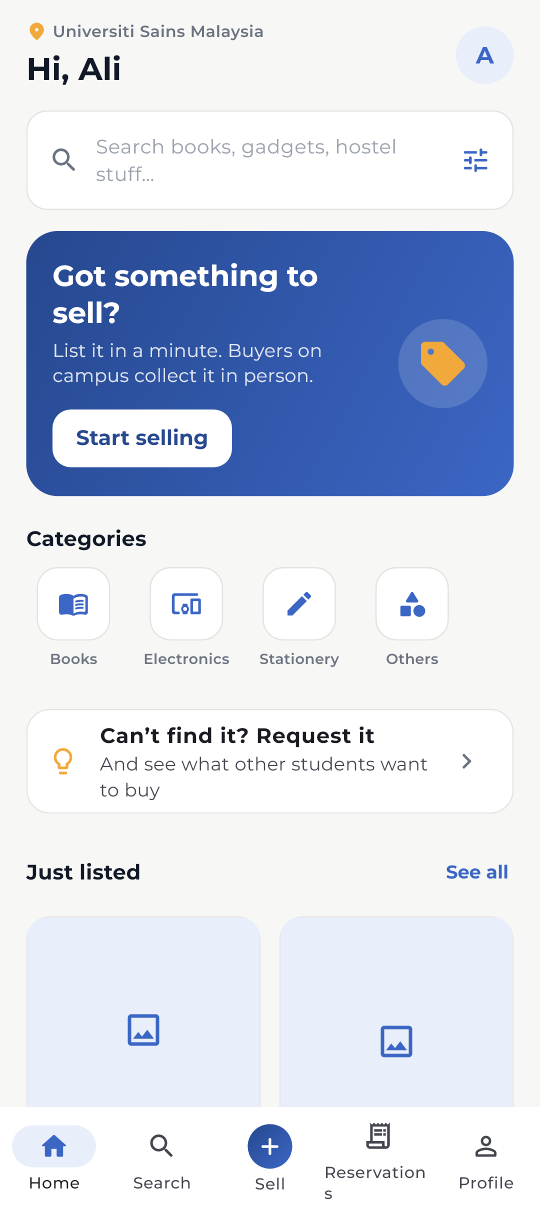 Universiti Sains Malaysia
Hi, Ali
A
Search books, gadgets, hostel
stuff...
Got something to
sell?
List it in a minute. Buyers on
campus collect it in person.
Start selling
Categories
Books
Electronics
Stationery
Others
Can’t find it? Request it
And see what other students want
to buy
Just listed
See all
Home
Search
Sell
Reservation
s
Profile